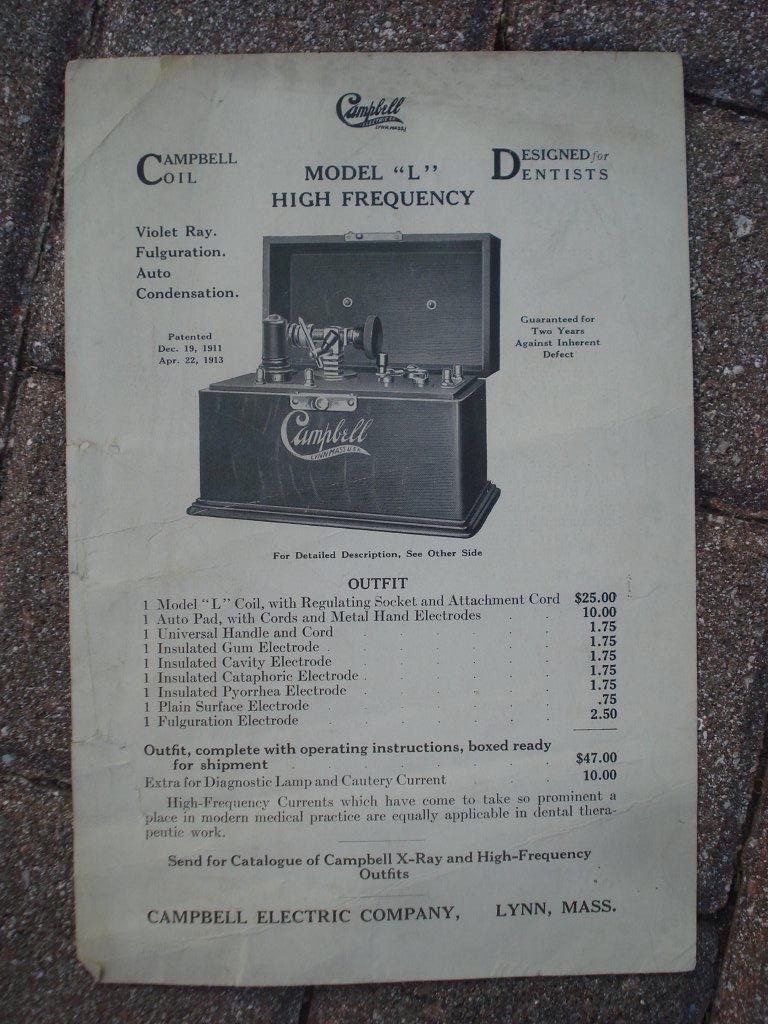 Campbell
ELECTRIC CO.
LYNN MASS.
CAMPBELL
COIL
MODEL “L”
HIGH FREQUENCY
DESIGNED for
DENTISTS
Violet Ray.
Fulguration.
Auto
Condensation.
Patented
Dec. 19, 1911
Apr. 22, 1913
Guaranteed for
Two Years
Against Inherent
Defect
Campbell
LYNN MASS U.S.A.
For Detailed Description, See Other Side
OUTFIT
1 Model “L” Coil, with Regulating Socket and Attachment Cord $25.00
1 Auto Pad, with Cords and Metal Hand Electrodes . . 10.00
1 Universal Handle and Cord . . . . . 1.75
1 Insulated Gum Electrode . . . . . . 1.75
1 Insulated Cavity Electrode . . . . . 1.75
1 Insulated Cataphoric Electrode . . . . . 1.75
1 Insulated Pyorrhea Electrode . . . . . 1.75
1 Plain Surface Electrode . . . . . . .75
1 Fulguration Electrode . . . . . . 2.50
Outfit, complete with operating instructions, boxed ready
for shipment . . . . . . . $47.00
Extra for Diagnostic Lamp and Cautery Current . . . 10.00
High-Frequency Currents which have come to take so prominent a
place in modern medical practice are equally applicable in dental thera-
peutic work.
Send for Catalogue of Campbell X-Ray and High-Frequency
Outfits
CAMPBELL ELECTRIC COMPANY, LYNN, MASS.